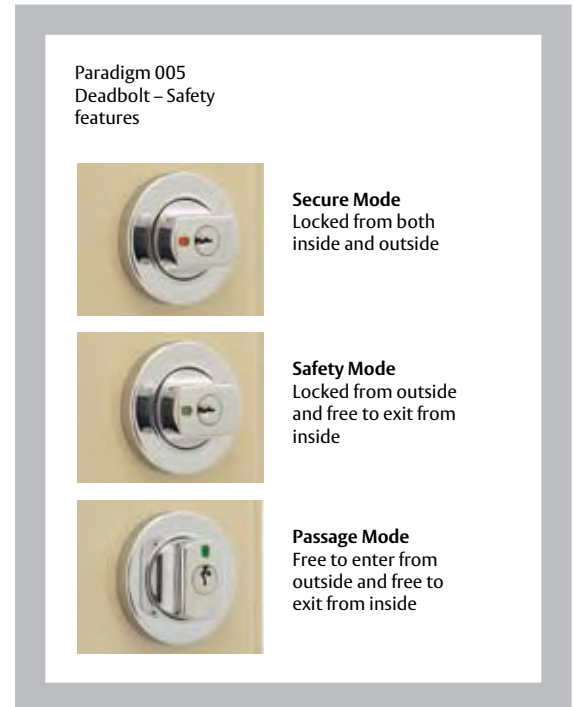 Paradigm 005
Deadbolt – Safety
features
Secure Mode
Locked from both
inside and outside
Safety Mode
Locked from outside
and free to exit from
inside
Passage Mode
Free to enter from
outside and free to
exit from inside